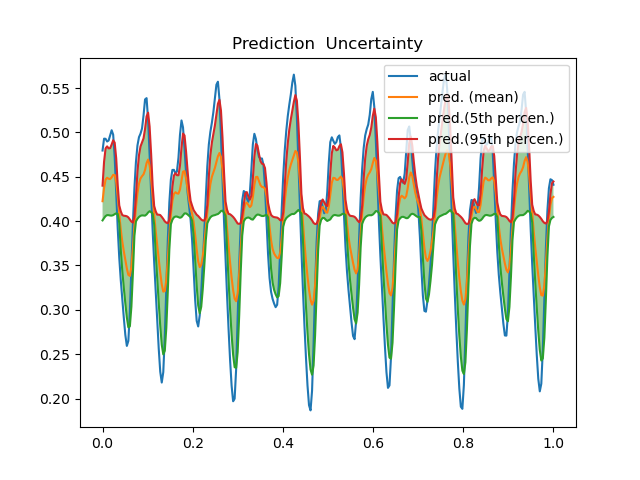 Prediction  Uncertainty
actual
pred. (mean)
pred.(5th percen.)
pred.(95th percen.)
0.55
0.50
0.45
0.40
0.35
0.30
0.25
0.20
0.0 0.2 0.4 0.6 0.8 1.0